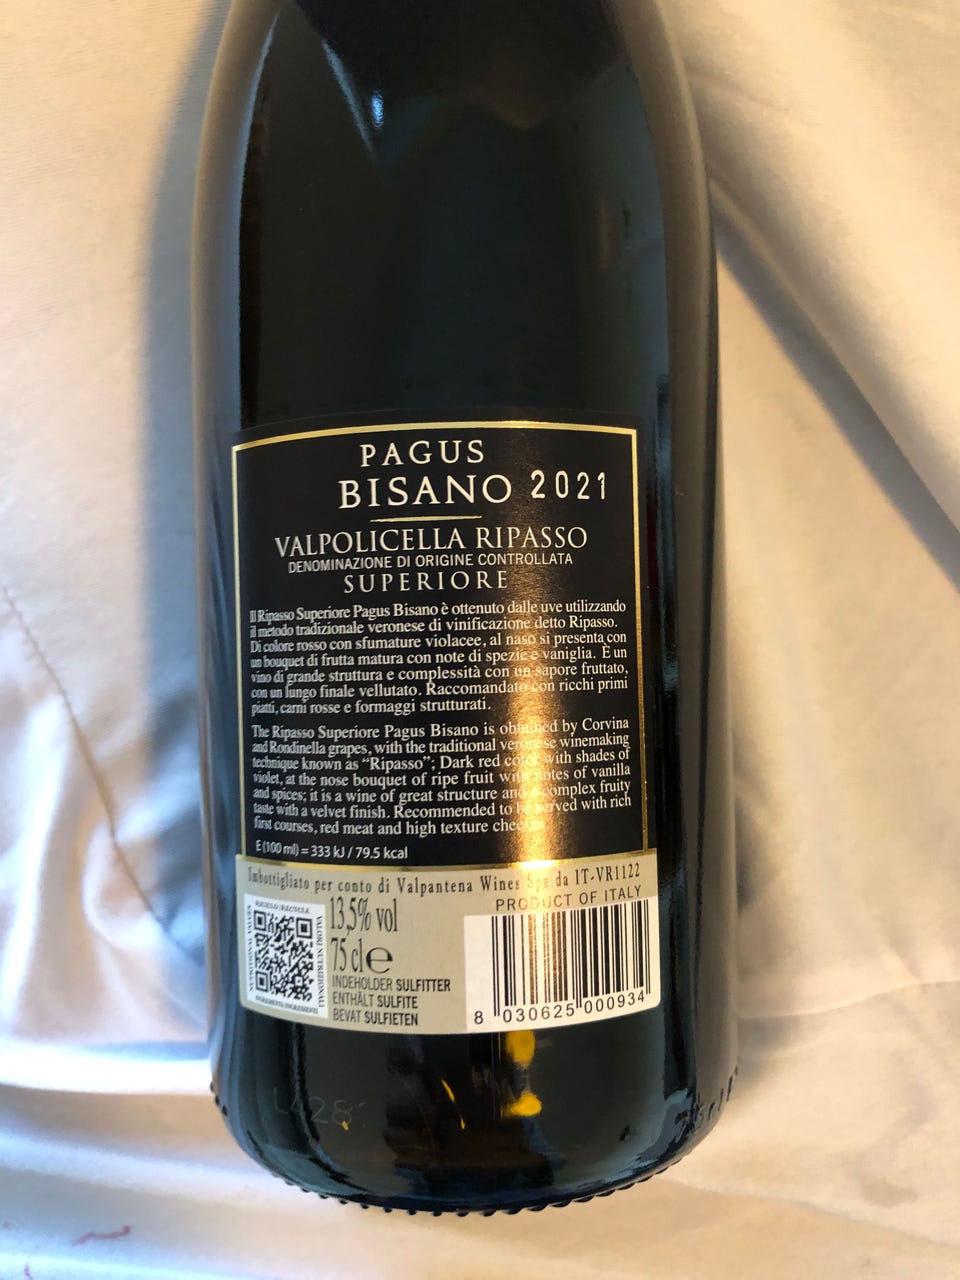 PAGUS
BISANO 2021
VALPOLICELLA RIPASSO
DENOMINAZIONE DI ORIGINE CONTROLLATA
SUPERIORE
Il Ripasso Superiore Pagus Bisano è ottenuto dalle uve utilizzando
il metodo tradizionale veronese di vinificazione detto Ripasso.
Di colore rosso con sfumature violacee, al naso si presenta con
un bouquet di frutta matura con note di spezie e vaniglia. È un
vino di grande struttura e complessità con un sapore fruttato,
con un lungo finale vellutato. Raccomandato con ricchi primi
piatti, carni rosse e formaggi strutturati.
The Ripasso Superiore Pagus Bisano is obtained by Corvina
and Rondinella grapes, with the traditional veronese winemaking
technique known as “Ripasso”; Dark red color with shades of
violet, at the nose bouquet of ripe fruit with notes of vanilla
and spices; it is a wine of great structure and a complex fruity
taste with a velvet finish. Recommended to be served with rich
first courses, red meat and high texture cheeses.
E (100 ml) = 333 kJ / 79.5 kcal
Imbottigliato per conto di Valpantena Wines Spa da IT-VR1122
PRODUCT OF ITALY
VALORI NUTRIZIONALI
13,5% vol
75 cl e
INDEHOLDER SULFITTER
ENTHÄLT SULFITE
BEVAT SULFIETEN
8 030625 000934